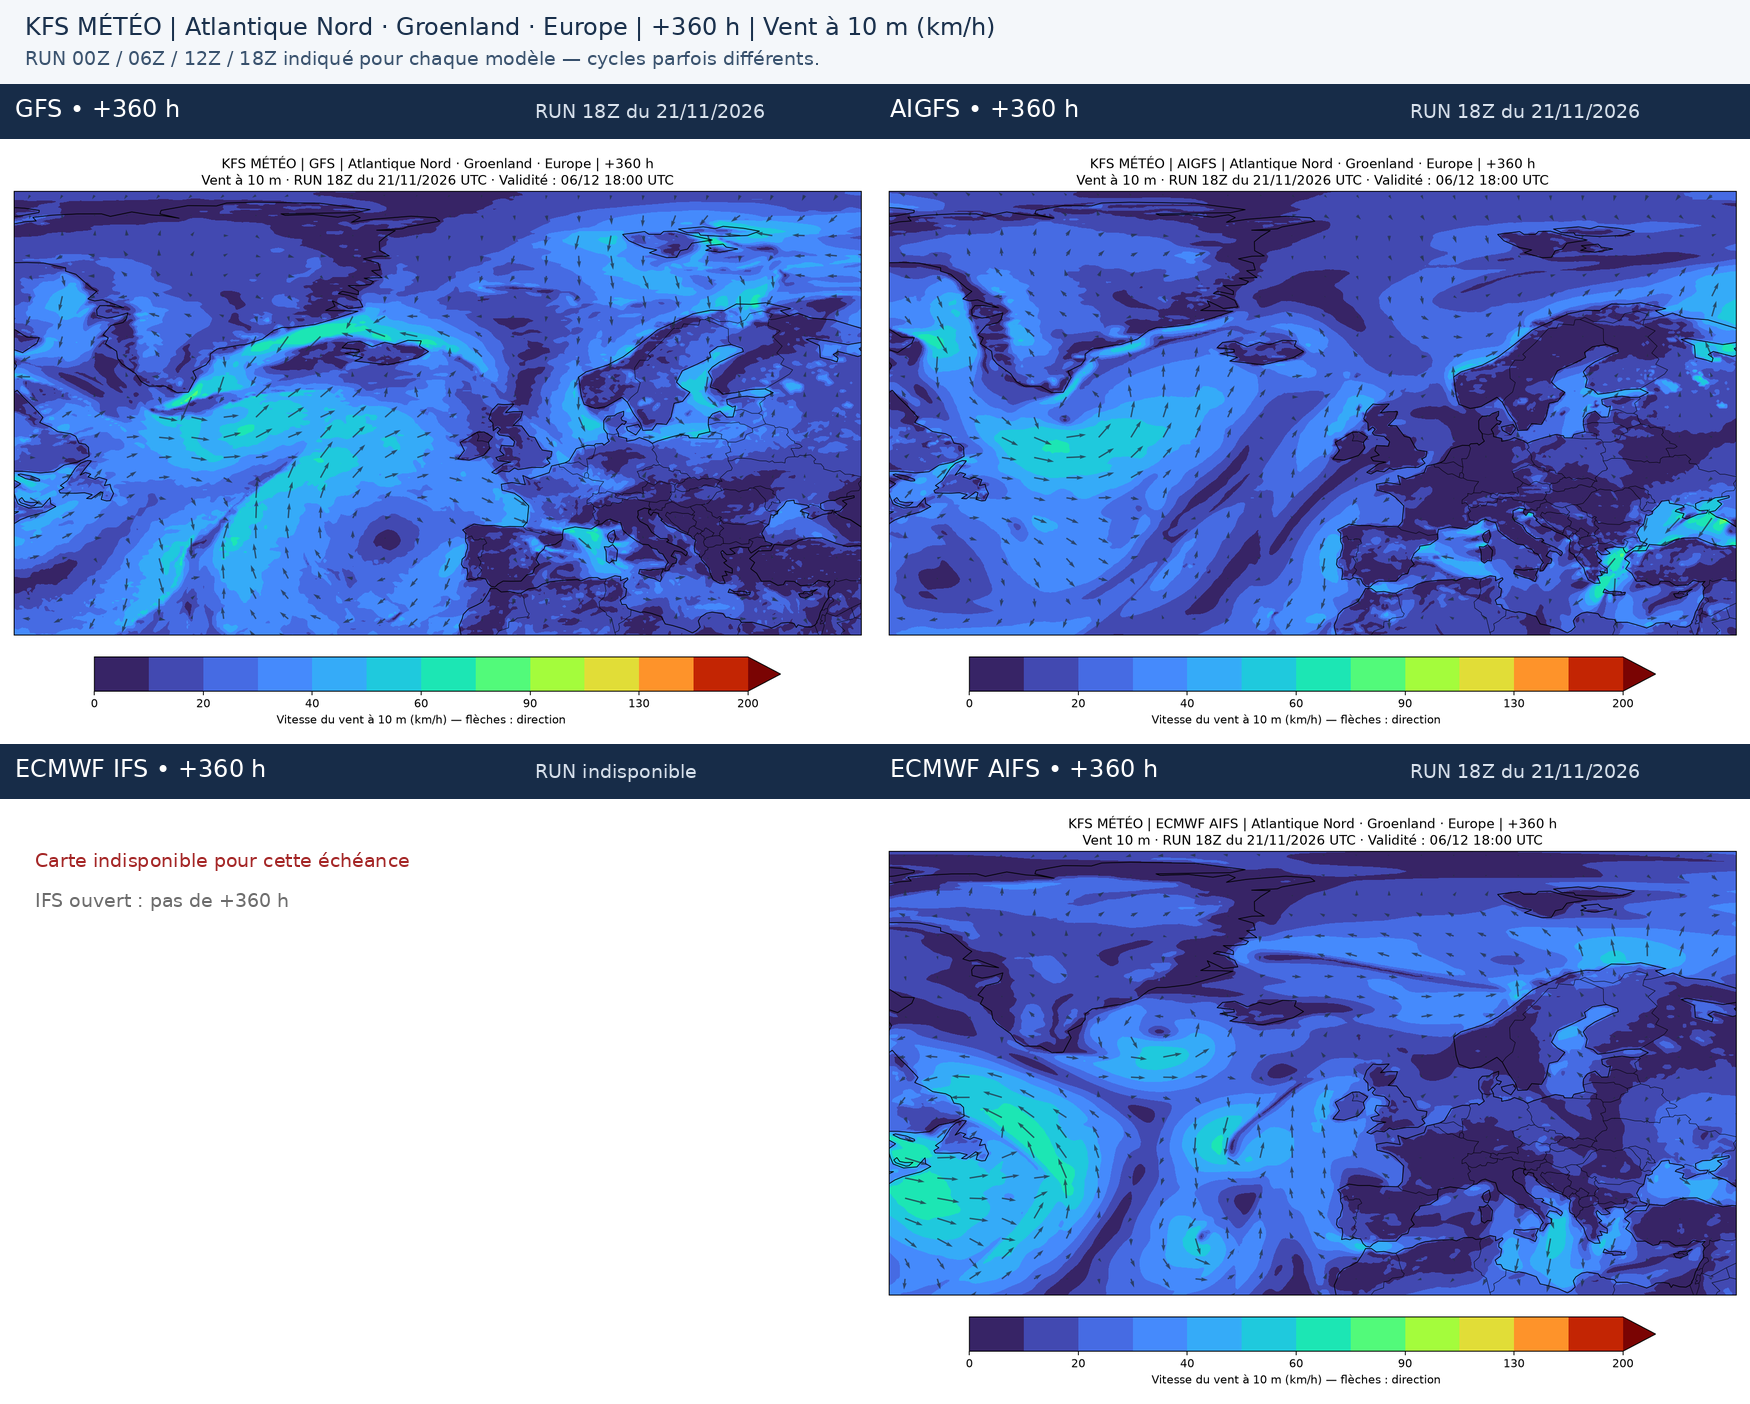 KFS MÉTÉO | Atlantique Nord · Groenland · Europe | +360 h | Vent à 10 m (km/h)
RUN 00Z / 06Z / 12Z / 18Z indiqué pour chaque modèle — cycles parfois différents.
GFS • +360 h
RUN 18Z du 21/11/2026
AIGFS • +360 h
RUN 18Z du 21/11/2026
KFS MÉTÉO | GFS | Atlantique Nord · Groenland · Europe | +360 h
Vent à 10 m · RUN 18Z du 21/11/2026 UTC · Validité : 06/12 18:00 UTC
0 20 40 60 90 130 200
Vitesse du vent à 10 m (km/h) — flèches : direction
KFS MÉTÉO | AIGFS | Atlantique Nord · Groenland · Europe | +360 h
Vent à 10 m · RUN 18Z du 21/11/2026 UTC · Validité : 06/12 18:00 UTC
0 20 40 60 90 130 200
Vitesse du vent à 10 m (km/h) — flèches : direction
ECMWF IFS • +360 h
RUN indisponible
ECMWF AIFS • +360 h
RUN 18Z du 21/11/2026
Carte indisponible pour cette échéance
IFS ouvert : pas de +360 h
KFS MÉTÉO | ECMWF AIFS | Atlantique Nord · Groenland · Europe | +360 h
Vent 10 m · RUN 18Z du 21/11/2026 UTC · Validité : 06/12 18:00 UTC
0 20 40 60 90 130 200
Vitesse du vent à 10 m (km/h) — flèches : direction